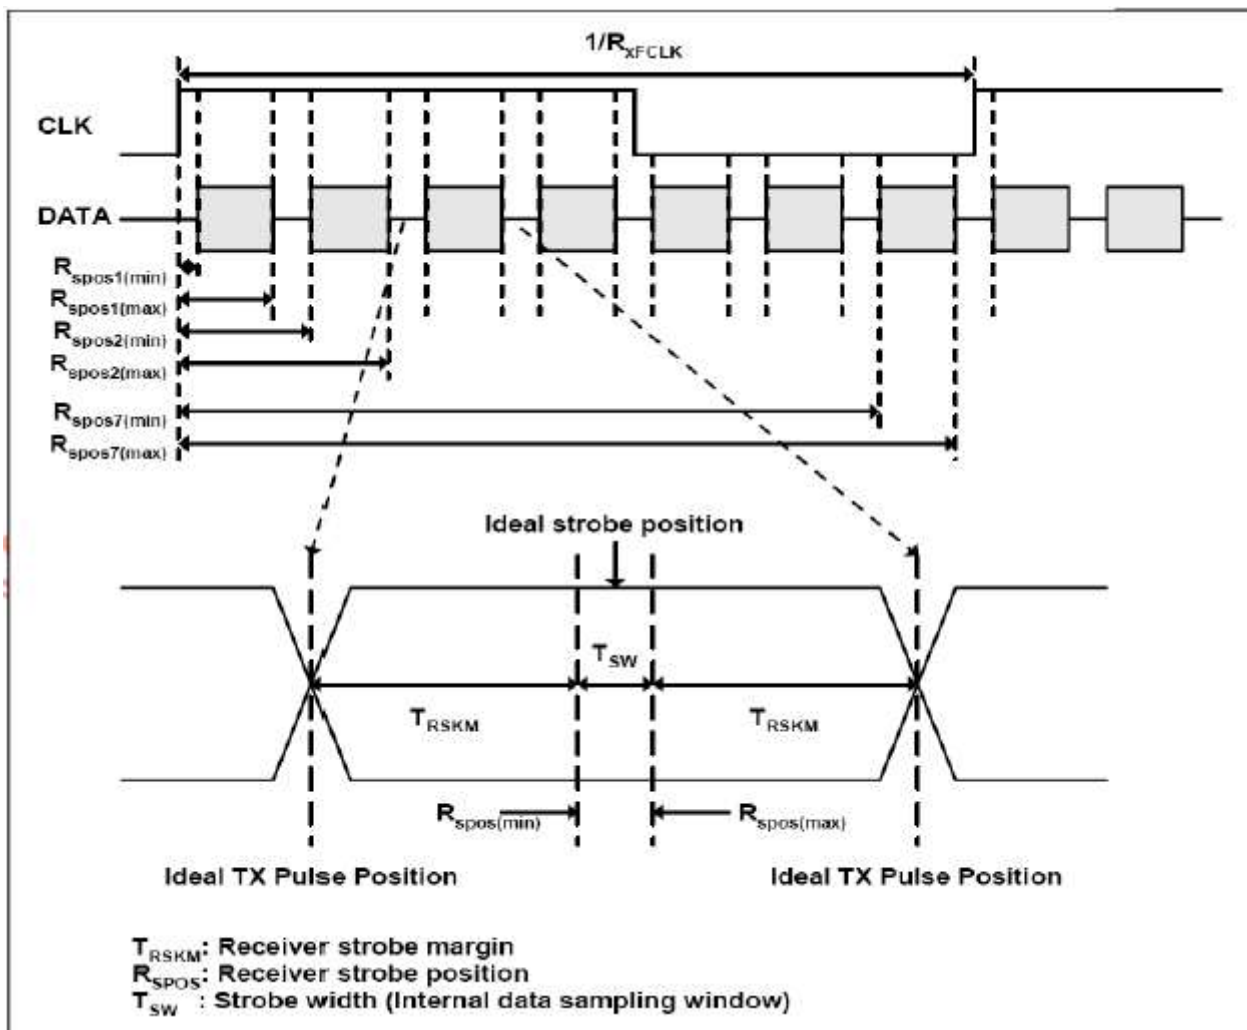 1/RxFCLK
CLK
DATA
Rspos1(min)
Rspos1(max)
Rspos2(min)
Rspos2(max)
Rspos7(min)
Rspos7(max)
Ideal strobe position
TSW
TRSKM TRSKM
Rspos(min) Rspos(max)
Ideal TX Pulse Position Ideal TX Pulse Position
TRSKM: Receiver strobe margin
RSPOS: Receiver strobe position
TSW : Strobe width (Internal data sampling window)